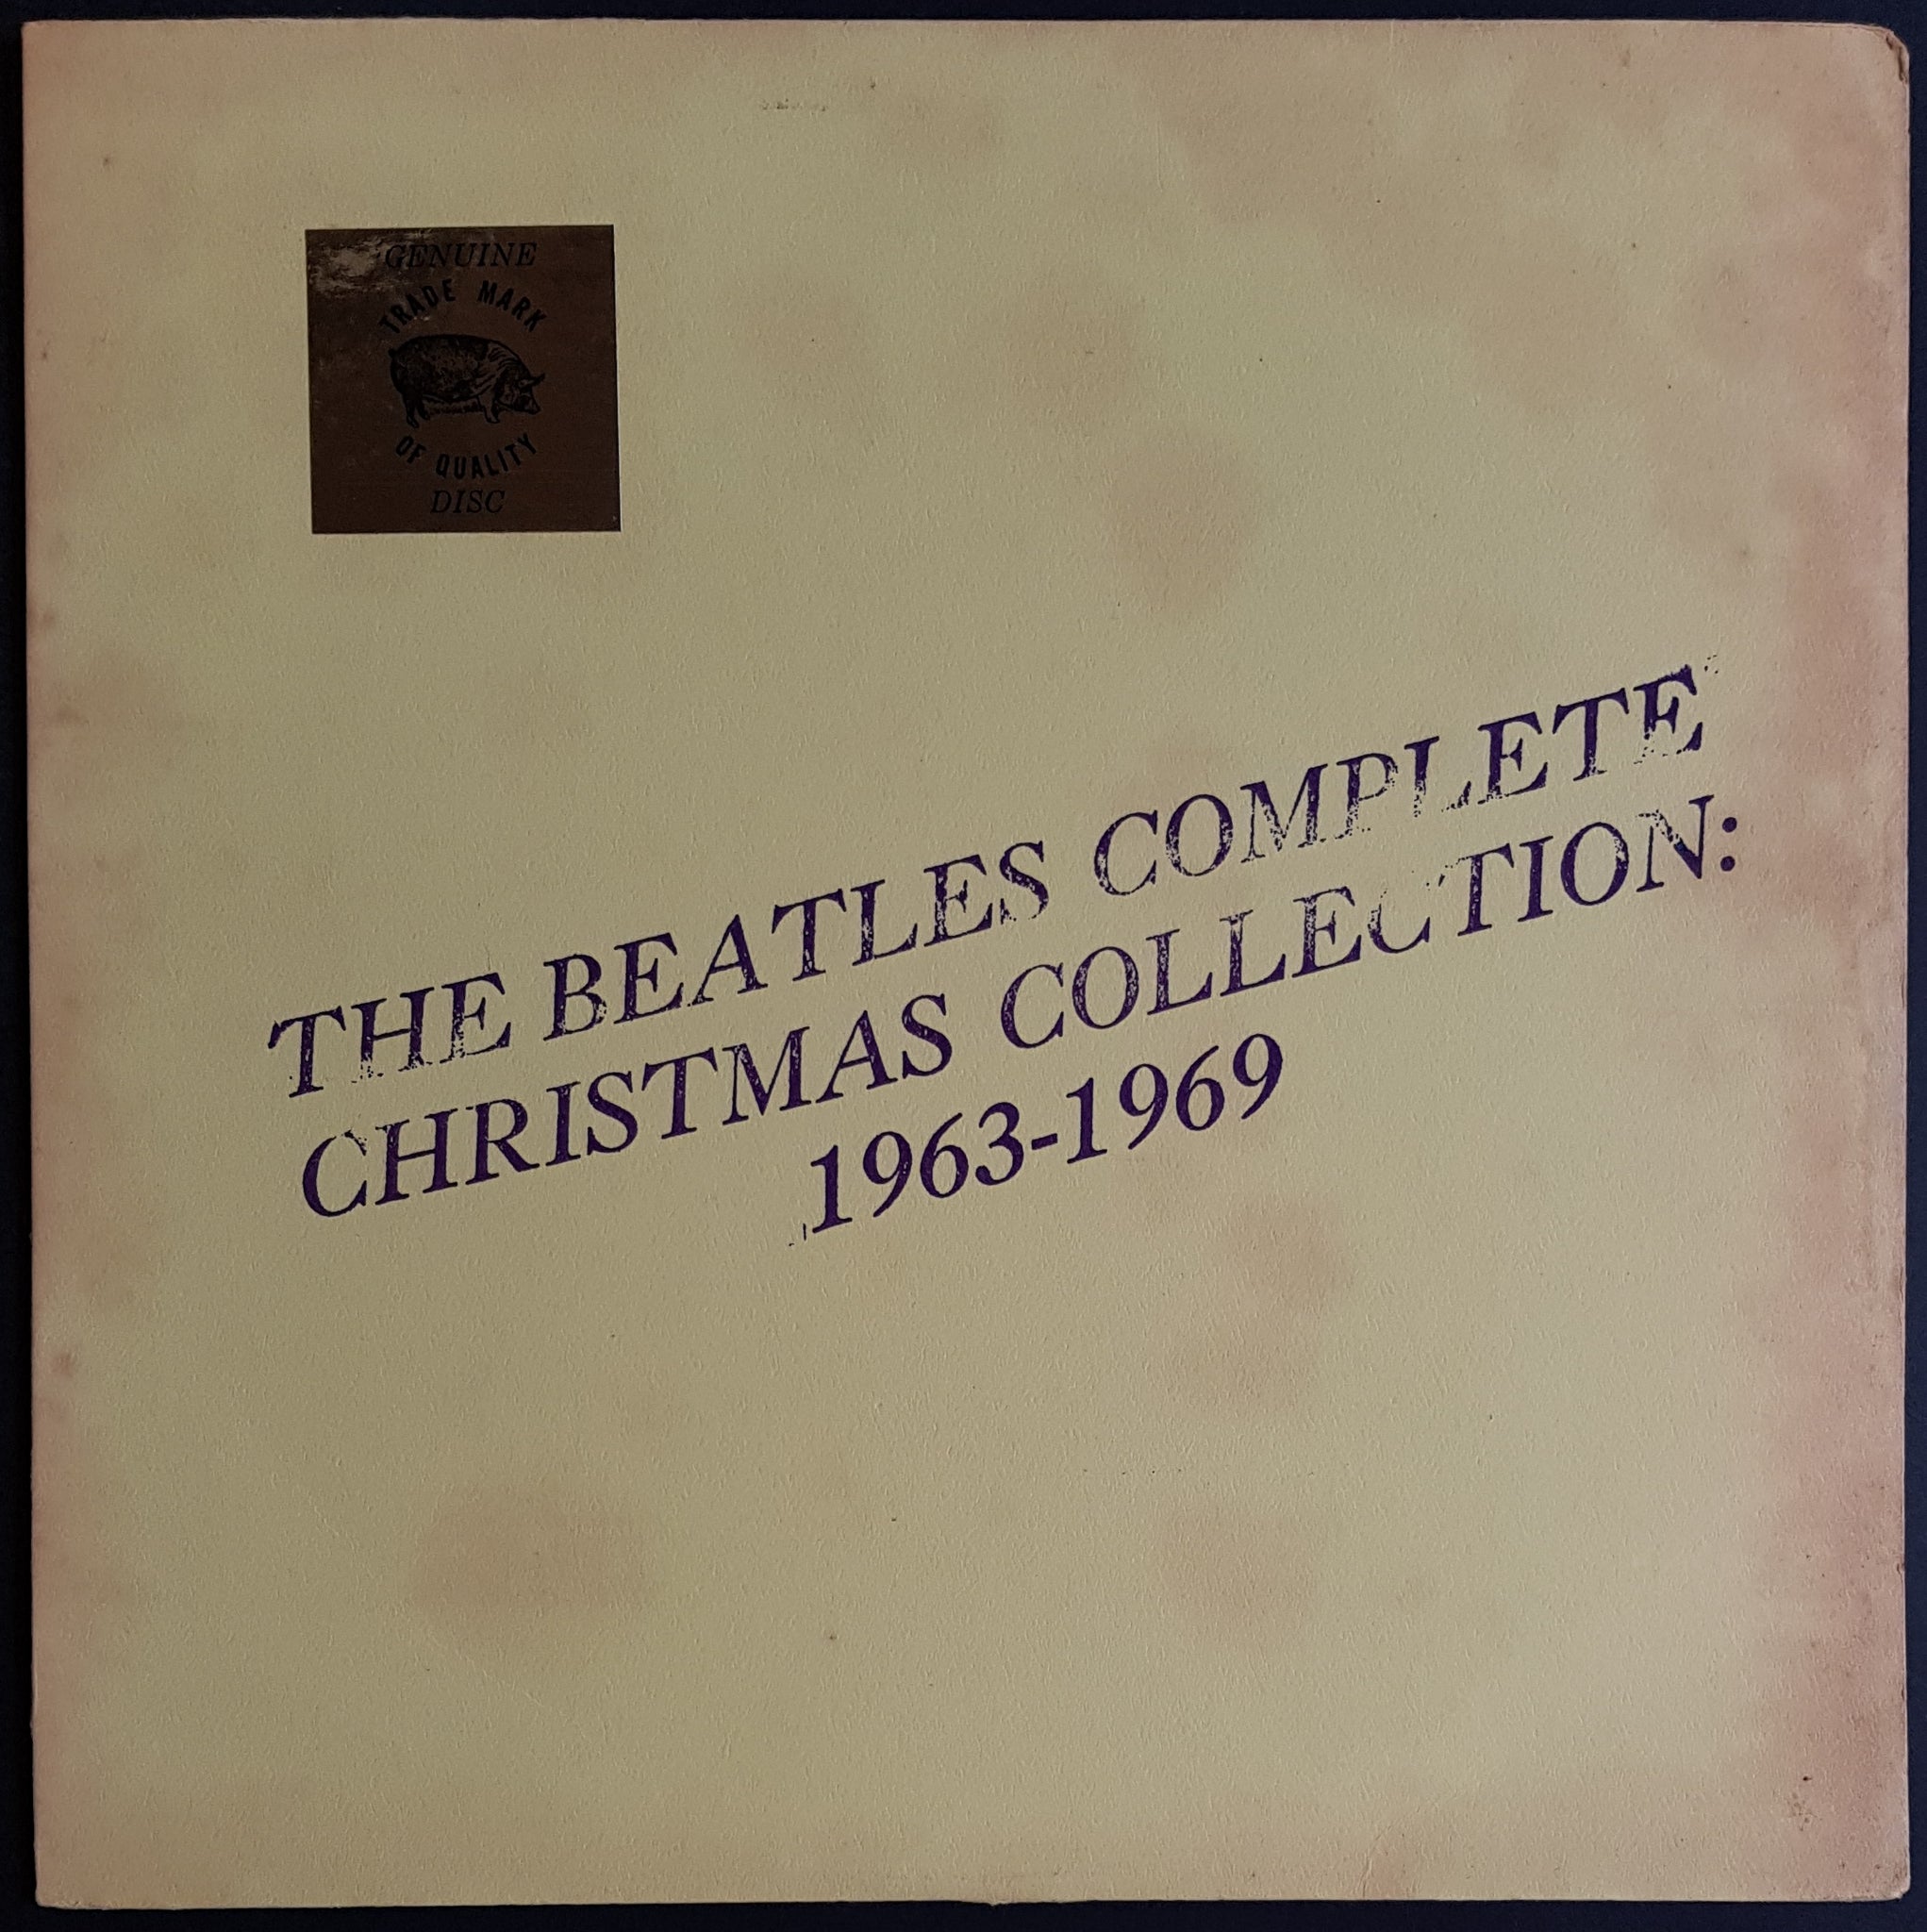 GENUINE
TRADE MARK
OF QUALITY
DISC
THE BEATLES COMPLETE
CHRISTMAS COLLECTION:
1963-1969